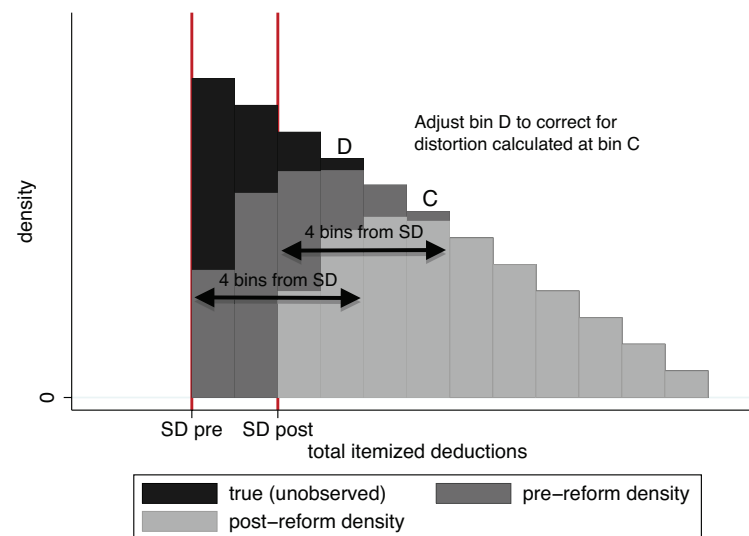 Adjust bin D to correct for
distortion calculated at bin C
D
C
4 bins from SD
4 bins from SD
density
0
SD pre SD post
total itemized deductions
true (unobserved) pre−reform density
post−reform density